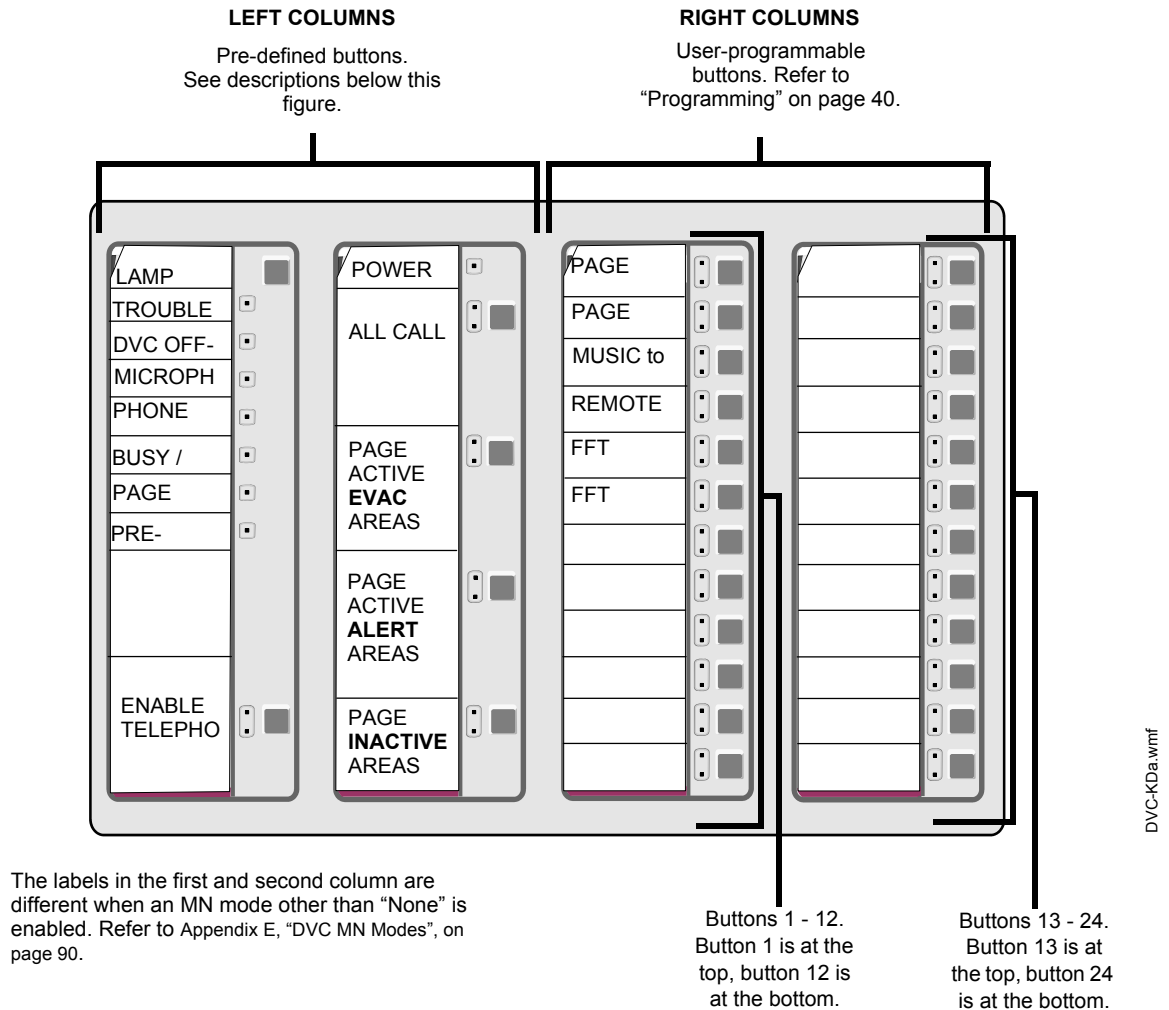 LEFT COLUMNS
Pre-defined buttons.
See descriptions below this
figure.
RIGHT COLUMNS
User-programmable
buttons. Refer to
“Programming” on page 40.
LAMP
TROUBLE
DVC OFF-
MICROPH
PHONE
BUSY /
PAGE
PRE-
ENABLE
TELEPHO
POWER
ALL CALL
PAGE
ACTIVE
EVAC
AREAS
PAGE
ACTIVE
ALERT
AREAS
PAGE
INACTIVE
AREAS
PAGE
PAGE
MUSIC to
REMOTE
FFT
FFT
DVC-KDa.wmf
The labels in the first and second column are
different when an MN mode other than “None” is
enabled. Refer to Appendix E, “DVC MN Modes”, on
page 90.
Buttons 1 - 12.
Button 1 is at the
top, button 12 is
at the bottom.
Buttons 13 - 24.
Button 13 is at
the top, button 24
is at the bottom.